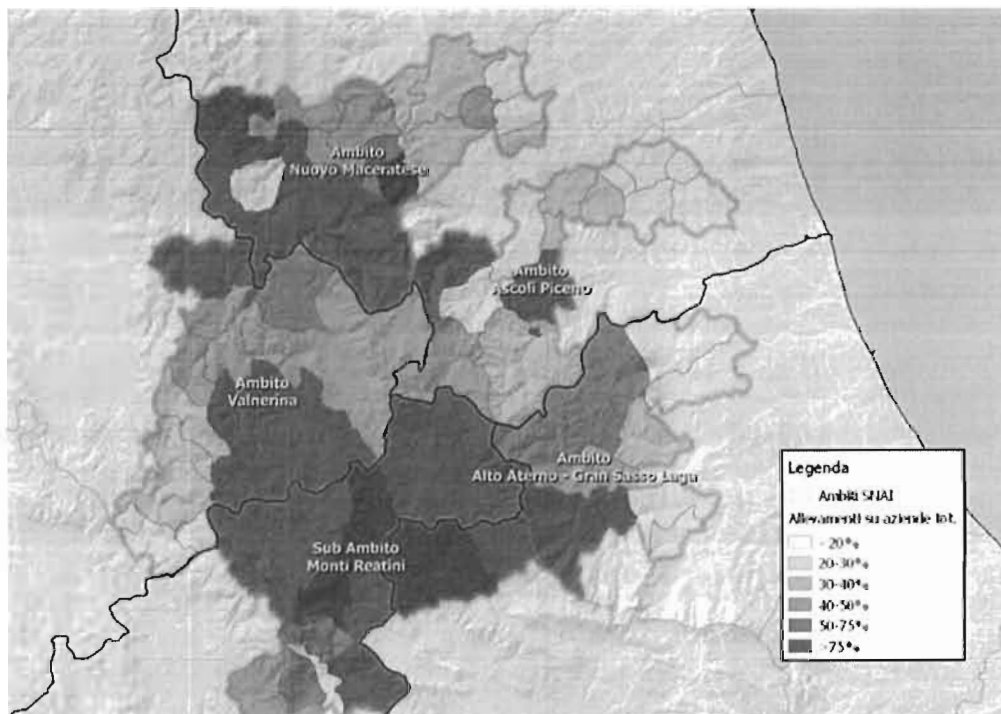 Ambito
Nuovo Maceratese
Ambito
Ascoli Piceno
Ambito
Valnerina
Ambito
Alto Aterno - Gran Sasso Laga
Sub Ambito
Monti Reatini
Legenda
Ambiti SNAI
Allevamenti su aziende tot.
<20%
20-30%
30-40%
40-50%
50-75%
>75%